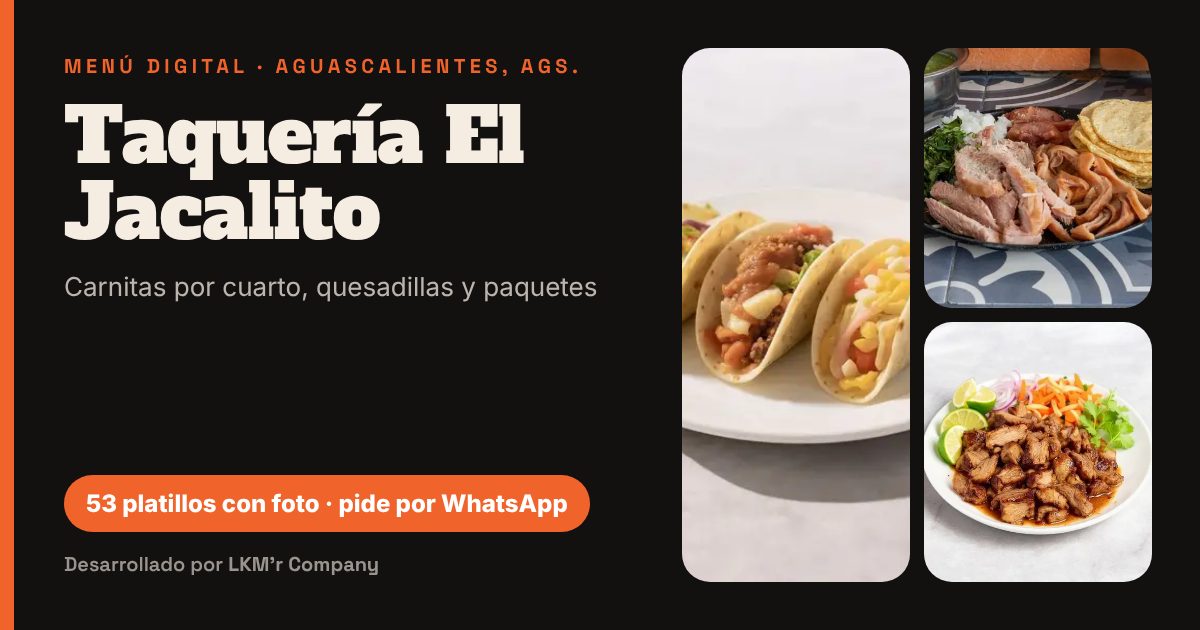 MENÚ DIGITAL · AGUASCALIENTES, AGS.
Taquería El
Jacalito
Carnitas por cuarto, quesadillas y paquetes
53 platillos con foto · pide por WhatsApp
Desarrollado por LKM’r Company